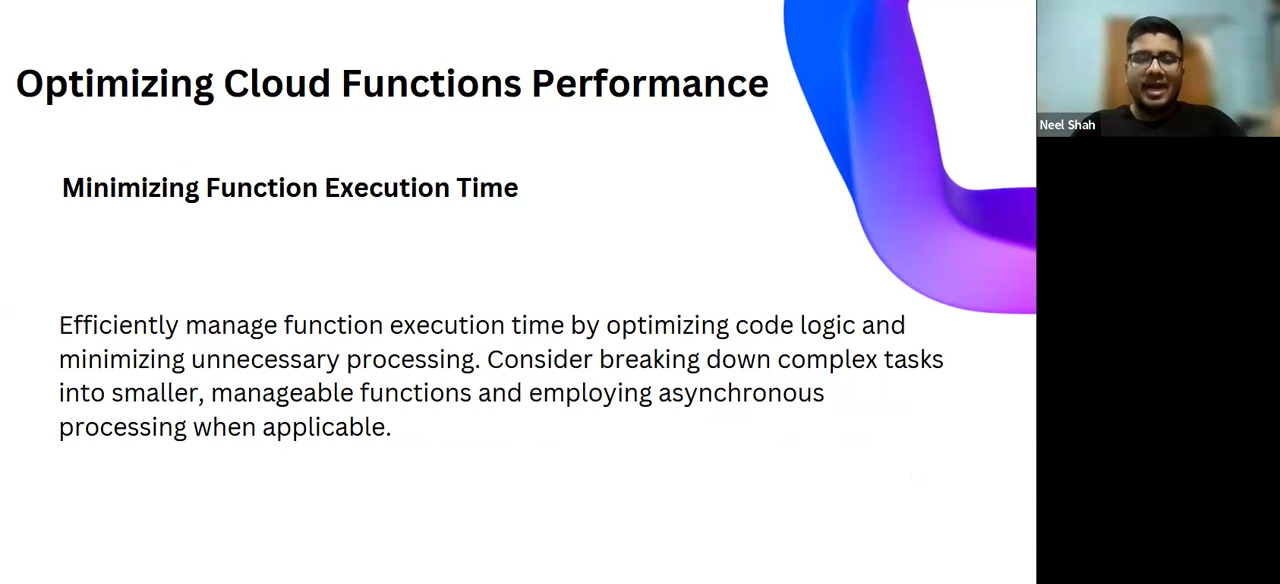 Optimizing Cloud Functions Performance
Minimizing Function Execution Time
Efficiently manage function execution time by optimizing code logic and
minimizing unnecessary processing. Consider breaking down complex tasks
into smaller, manageable functions and employing asynchronous
processing when applicable.
Neel Shah